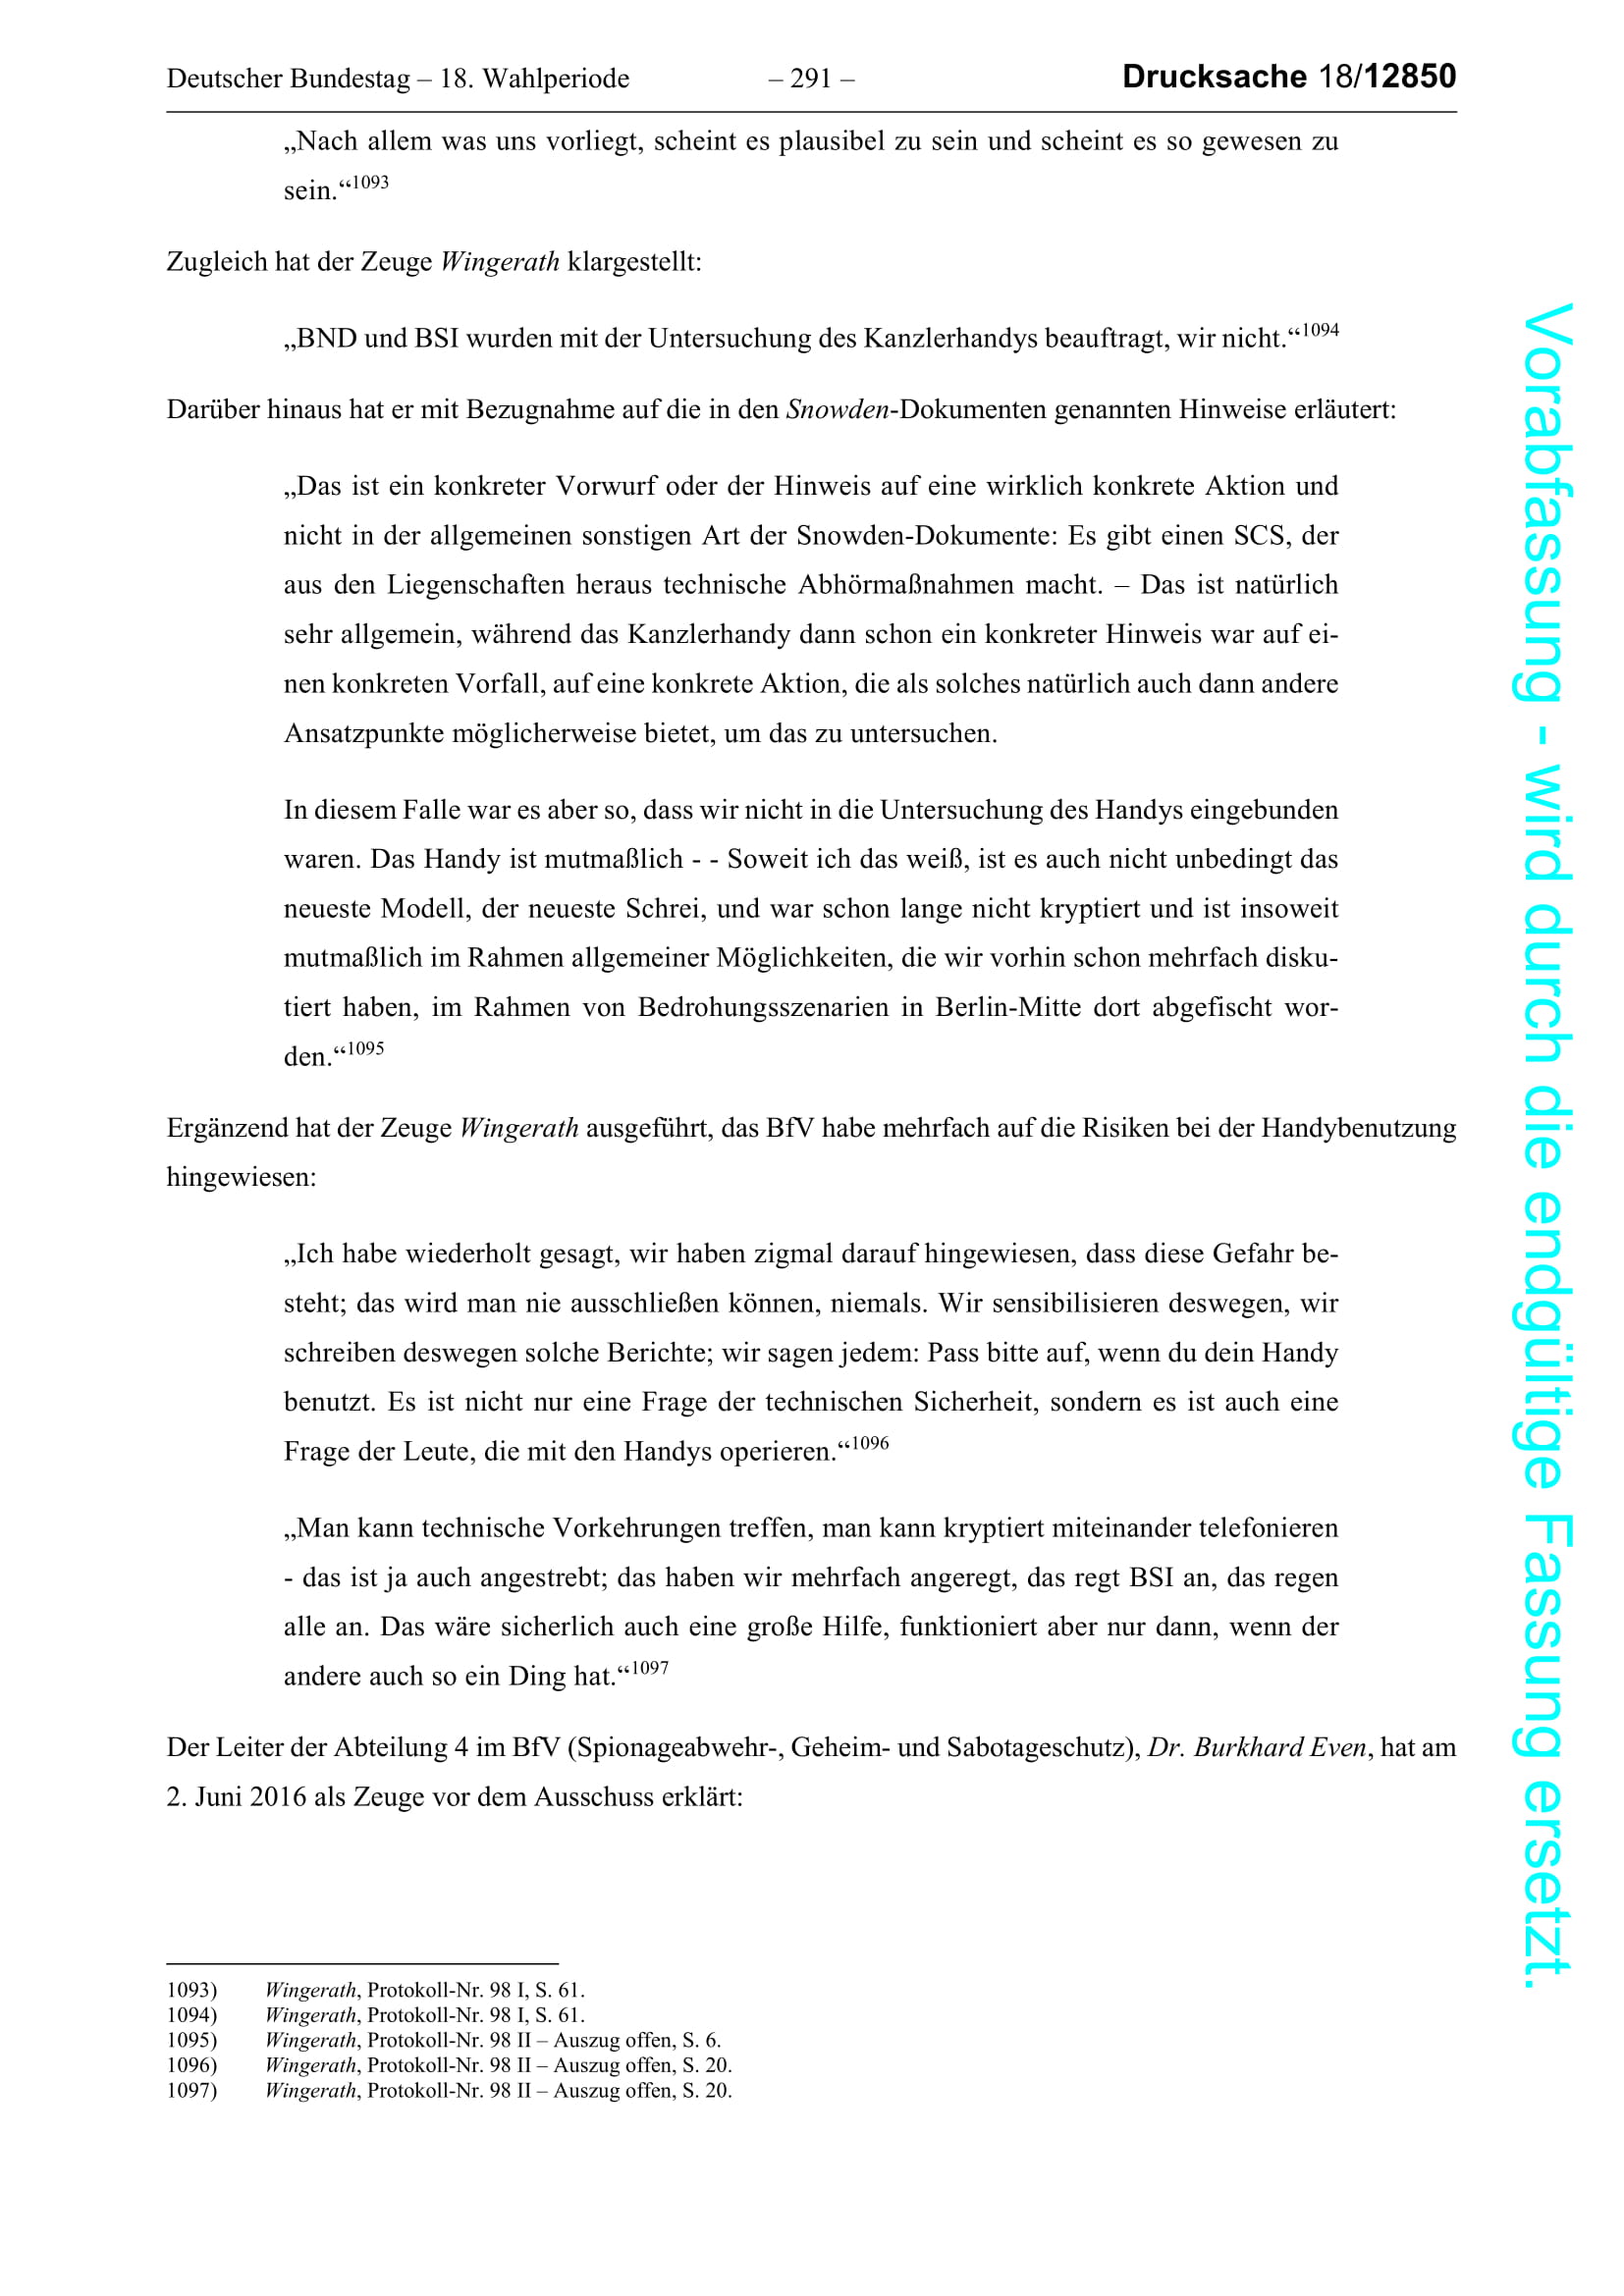 Deutscher Bundestag – 18. Wahlperiode – 291 – Drucksache 18/12850
„Nach allem was uns vorliegt, scheint es plausibel zu sein und scheint es so gewesen zu
sein.“1093
Zugleich hat der Zeuge Wingerath klargestellt:
„BND und BSI wurden mit der Untersuchung des Kanzlerhandys beauftragt, wir nicht.“1094
Darüber hinaus hat er mit Bezugnahme auf die in den Snowden-Dokumenten genannten Hinweise erläutert:
„Das ist ein konkreter Vorwurf oder der Hinweis auf eine wirklich konkrete Aktion und
nicht in der allgemeinen sonstigen Art der Snowden-Dokumente: Es gibt einen SCS, der
aus den Liegenschaften heraus technische Abhörmaßnahmen macht. – Das ist natürlich
sehr allgemein, während das Kanzlerhandy dann schon ein konkreter Hinweis war auf ei-
nen konkreten Vorfall, auf eine konkrete Aktion, die als solches natürlich auch dann andere
Ansatzpunkte möglicherweise bietet, um das zu untersuchen.
In diesem Falle war es aber so, dass wir nicht in die Untersuchung des Handys eingebunden
waren. Das Handy ist mutmaßlich - - Soweit ich das weiß, ist es auch nicht unbedingt das
neueste Modell, der neueste Schrei, und war schon lange nicht kryptiert und ist insoweit
mutmaßlich im Rahmen allgemeiner Möglichkeiten, die wir vorhin schon mehrfach disku-
tiert haben, im Rahmen von Bedrohungsszenarien in Berlin-Mitte dort abgefischt wor-
den.“1095
Ergänzend hat der Zeuge Wingerath ausgeführt, das BfV habe mehrfach auf die Risiken bei der Handybenutzung
hingewiesen:
„Ich habe wiederholt gesagt, wir haben zigmal darauf hingewiesen, dass diese Gefahr be-
steht; das wird man nie ausschließen können, niemals. Wir sensibilisieren deswegen, wir
schreiben deswegen solche Berichte; wir sagen jedem: Pass bitte auf, wenn du dein Handy
benutzt. Es ist nicht nur eine Frage der technischen Sicherheit, sondern es ist auch eine
Frage der Leute, die mit den Handys operieren.“1096
„Man kann technische Vorkehrungen treffen, man kann kryptiert miteinander telefonieren
- das ist ja auch angestrebt; das haben wir mehrfach angeregt, das regt BSI an, das regen
alle an. Das wäre sicherlich auch eine große Hilfe, funktioniert aber nur dann, wenn der
andere auch so ein Ding hat.“1097
Der Leiter der Abteilung 4 im BfV (Spionageabwehr-, Geheim- und Sabotageschutz), Dr. Burkhard Even, hat am
2. Juni 2016 als Zeuge vor dem Ausschuss erklärt:
1093) Wingerath, Protokoll-Nr. 98 I, S. 61.
1094) Wingerath, Protokoll-Nr. 98 I, S. 61.
1095) Wingerath, Protokoll-Nr. 98 II – Auszug offen, S. 6.
1096) Wingerath, Protokoll-Nr. 98 II – Auszug offen, S. 20.
1097) Wingerath, Protokoll-Nr. 98 II – Auszug offen, S. 20.
Vorabfassung - wird durch die endgültige Fassung ersetzt.